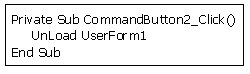 Private Sub CommandButton2_Click()
UnLoad UserForm1
End Sub